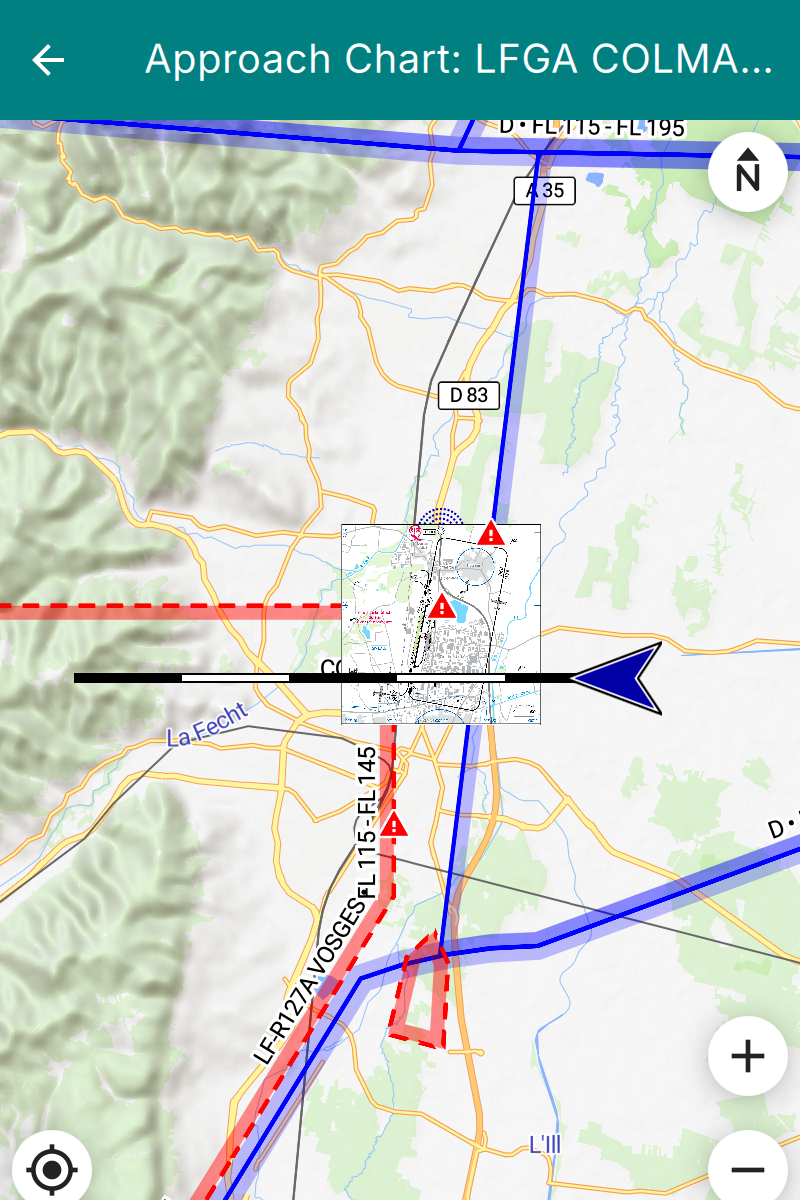 Approach Chart: LFGA COLMA...
D • FL 115 - FL 195
N
A 35
D 83
La Fecht
FL 115 - FL 145
LF-R127A VOSGES
L'Ill